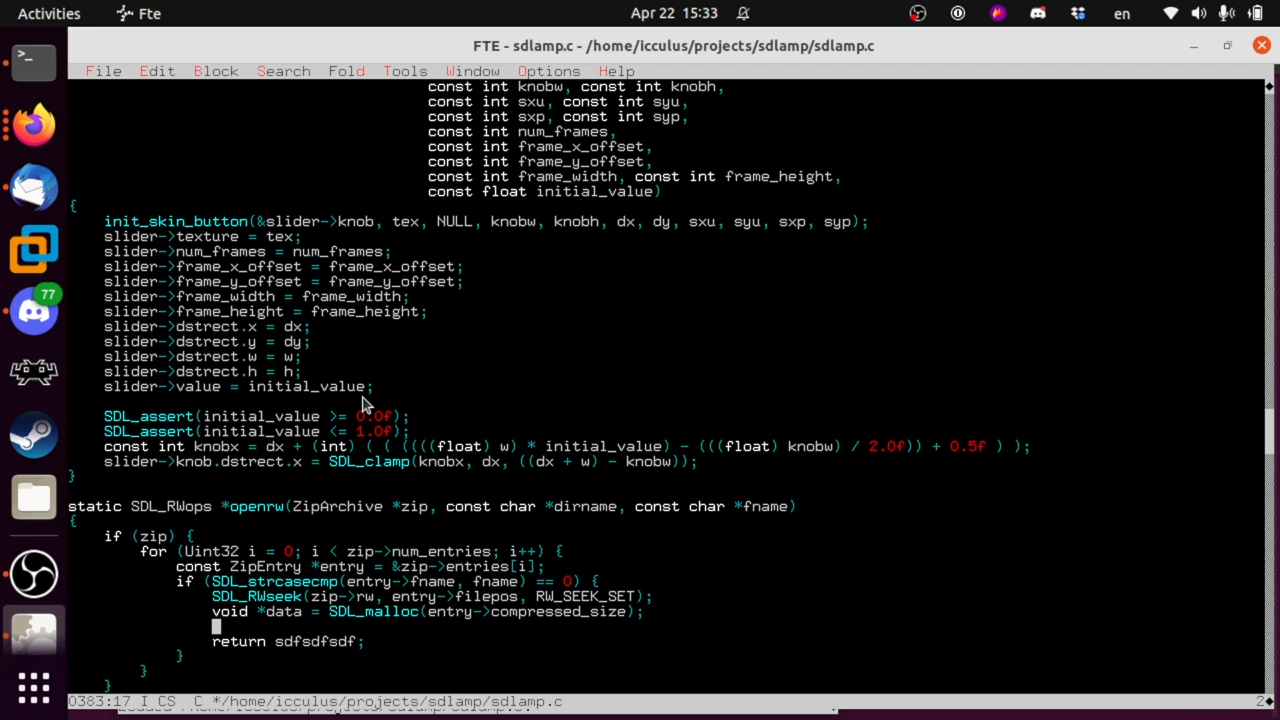 Activities
Fte
Apr 22 15:33
en
FTE - sdlamp.c - /home/icculus/projects/sdlamp/sdlamp.c
File Edit Block Search Fold Tools Window Options Help
const int knobw, const int knobh,
const int sxu, const int syu,
const int sxp, const int syp,
const int num_frames,
const int frame_x_offset,
const int frame_y_offset,
const int frame_width, const int frame_height,
const float initial_value)
{
init_skin_button(&slider->knob, tex, NULL, knobw, knobh, dx, dy, sxu, syu, sxp, syp);
slider->texture = tex;
slider->num_frames = num_frames;
slider->frame_x_offset = frame_x_offset;
slider->frame_y_offset = frame_y_offset;
slider->frame_width = frame_width;
slider->frame_height = frame_height;
slider->dstrect.x = dx;
slider->dstrect.y = dy;
slider->dstrect.w = w;
slider->dstrect.h = h;
slider->value = initial_value;
SDL_assert(initial_value >= 0.0f);
SDL_assert(initial_value <= 1.0f);
const int knobx = dx + (int) ( ( ((((float) w) * initial_value) - (((float) knobw) / 2.0f)) + 0.5f ) );
slider->knob.dstrect.x = SDL_clamp(knobx, dx, ((dx + w) - knobw));
}
static SDL_RWops *openrw(ZipArchive *zip, const char *dirname, const char *fname)
{
if (zip) {
for (Uint32 i = 0; i < zip->num_entries; i++) {
const ZipEntry *entry = &zip->entries[i];
if (SDL_strcasecmp(entry->fname, fname) == 0) {
SDL_RWseek(zip->rw, entry->filepos, RW_SEEK_SET);
void *data = SDL_malloc(entry->compressed_size);
return sdfsdfsdf;
}
}
}
0383:17 I CS C */home/icculus/projects/sdlamp/sdlamp.c
2
77